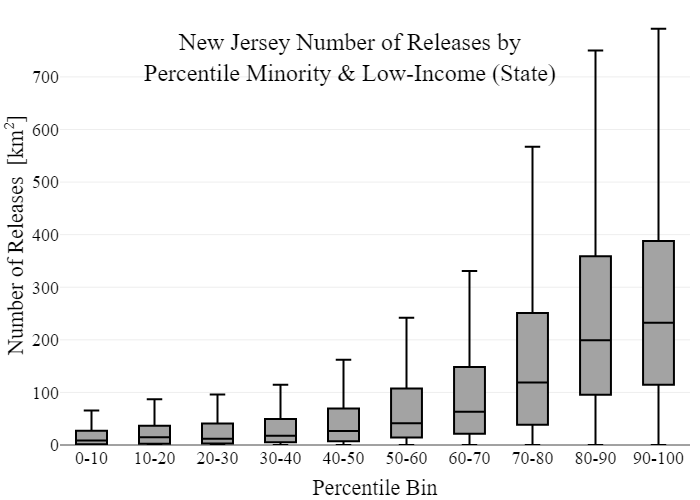 New Jersey Number of Releases by
Percentile Minority & Low-Income (State)
Number of Releases [km²]
700
600
500
400
300
200
100
0
0-10 10-20 20-30 30-40 40-50 50-60 60-70 70-80 80-90 90-100
Percentile Bin